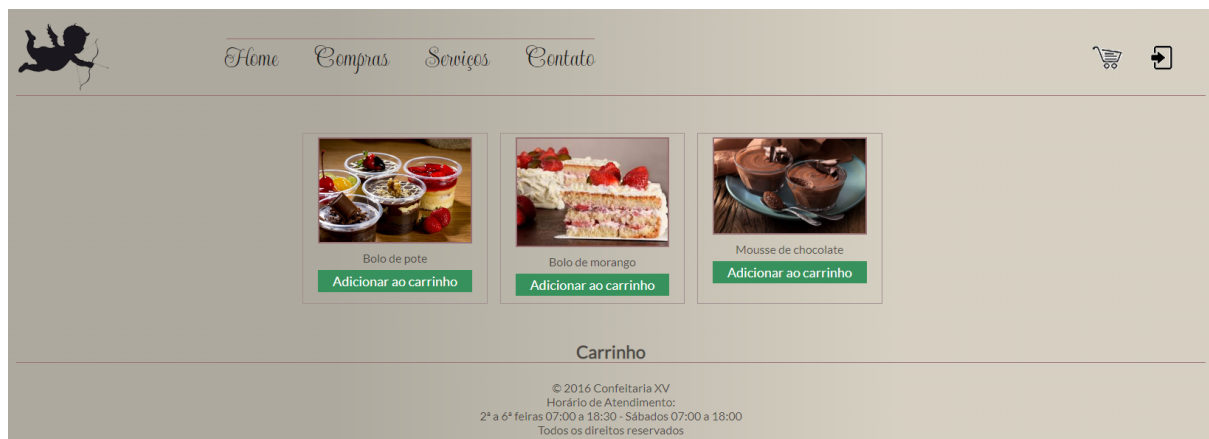 Home Compras Serviços Contato
Bolo de pote
Adicionar ao carrinho
Bolo de morango
Adicionar ao carrinho
Mousse de chocolate
Adicionar ao carrinho
Carrinho
© 2016 Confeitaria XV
Horário de Atendimento:
2ª a 6ª feiras 07:00 a 18:30 - Sábados 07:00 a 18:00
Todos os direitos reservados